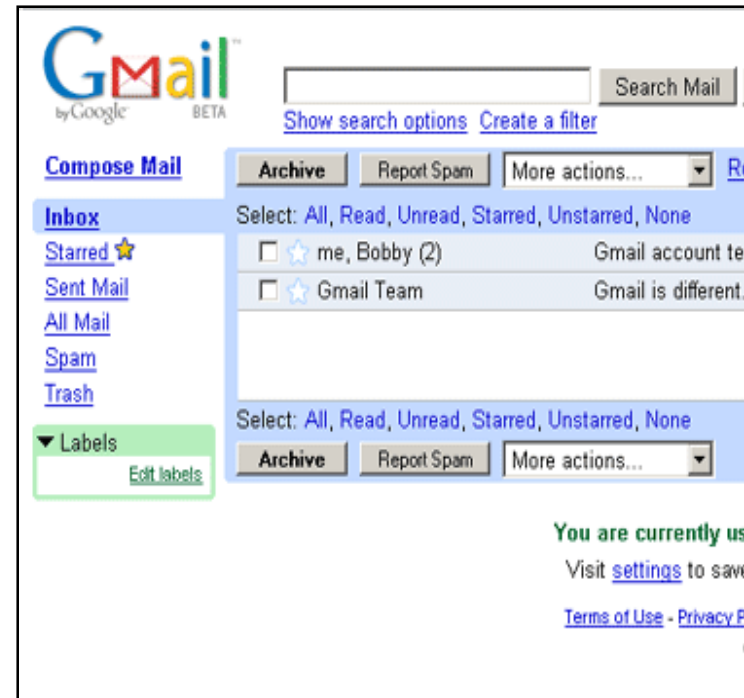 Gmail
by Google BETA
Search Mail
Show search options Create a filter
Compose Mail
Archive Report Spam More actions...
Inbox
Select: All, Read, Unread, Starred, Unstarred, None
Starred
me, Bobby (2) Gmail account te
Sent Mail
Gmail Team Gmail is different.
All Mail
Spam
Trash
Select: All, Read, Unread, Starred, Unstarred, None
Labels
Archive Report Spam More actions...
Edit labels
You are currently us
Visit settings to save
Terms of Use - Privacy P